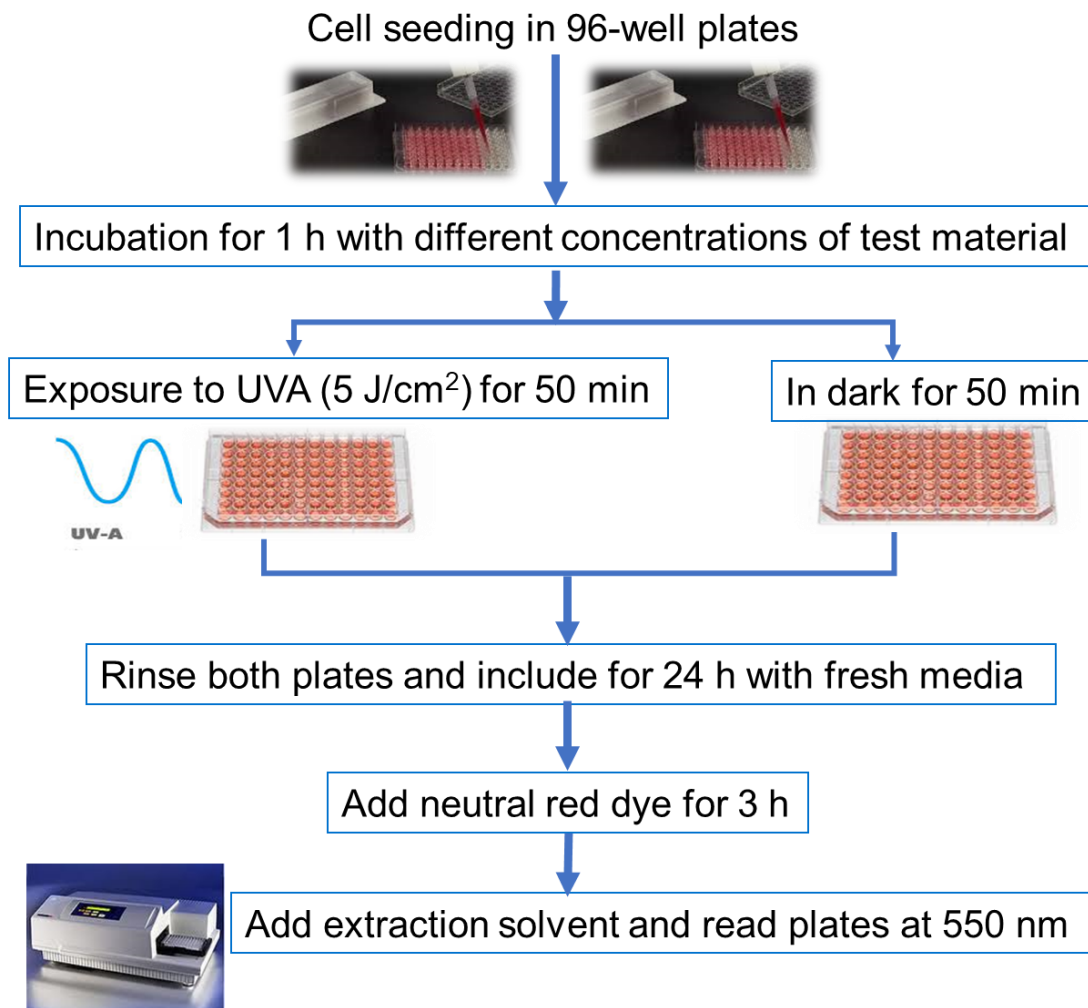 Cell seeding in 96-well plates
Incubation for 1 h with different concentrations of test material
Exposure to UVA (5 J/cm²) for 50 min
In dark for 50 min
UV-A
Rinse both plates and include for 24 h with fresh media
Add neutral red dye for 3 h
Add extraction solvent and read plates at 550 nm